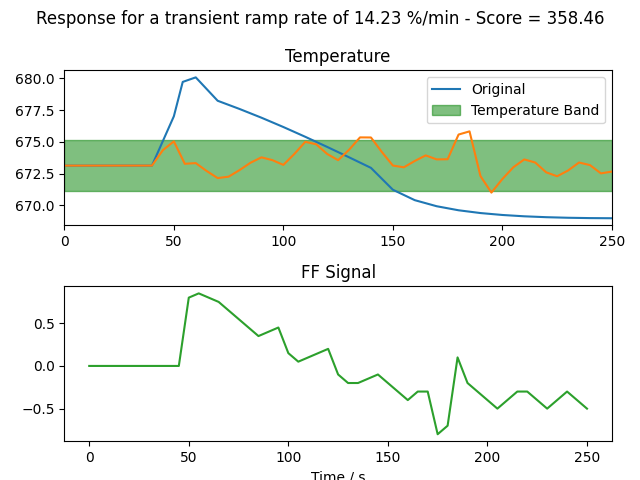 Response for a transient ramp rate of 14.23 %/min - Score = 358.46
Temperature
680.0
677.5
675.0
672.5
670.0
Original
Temperature Band
0 50 100 150 200 250
FF Signal
0.5
0.0
−0.5
0 50 100 150 200 250
Time / s